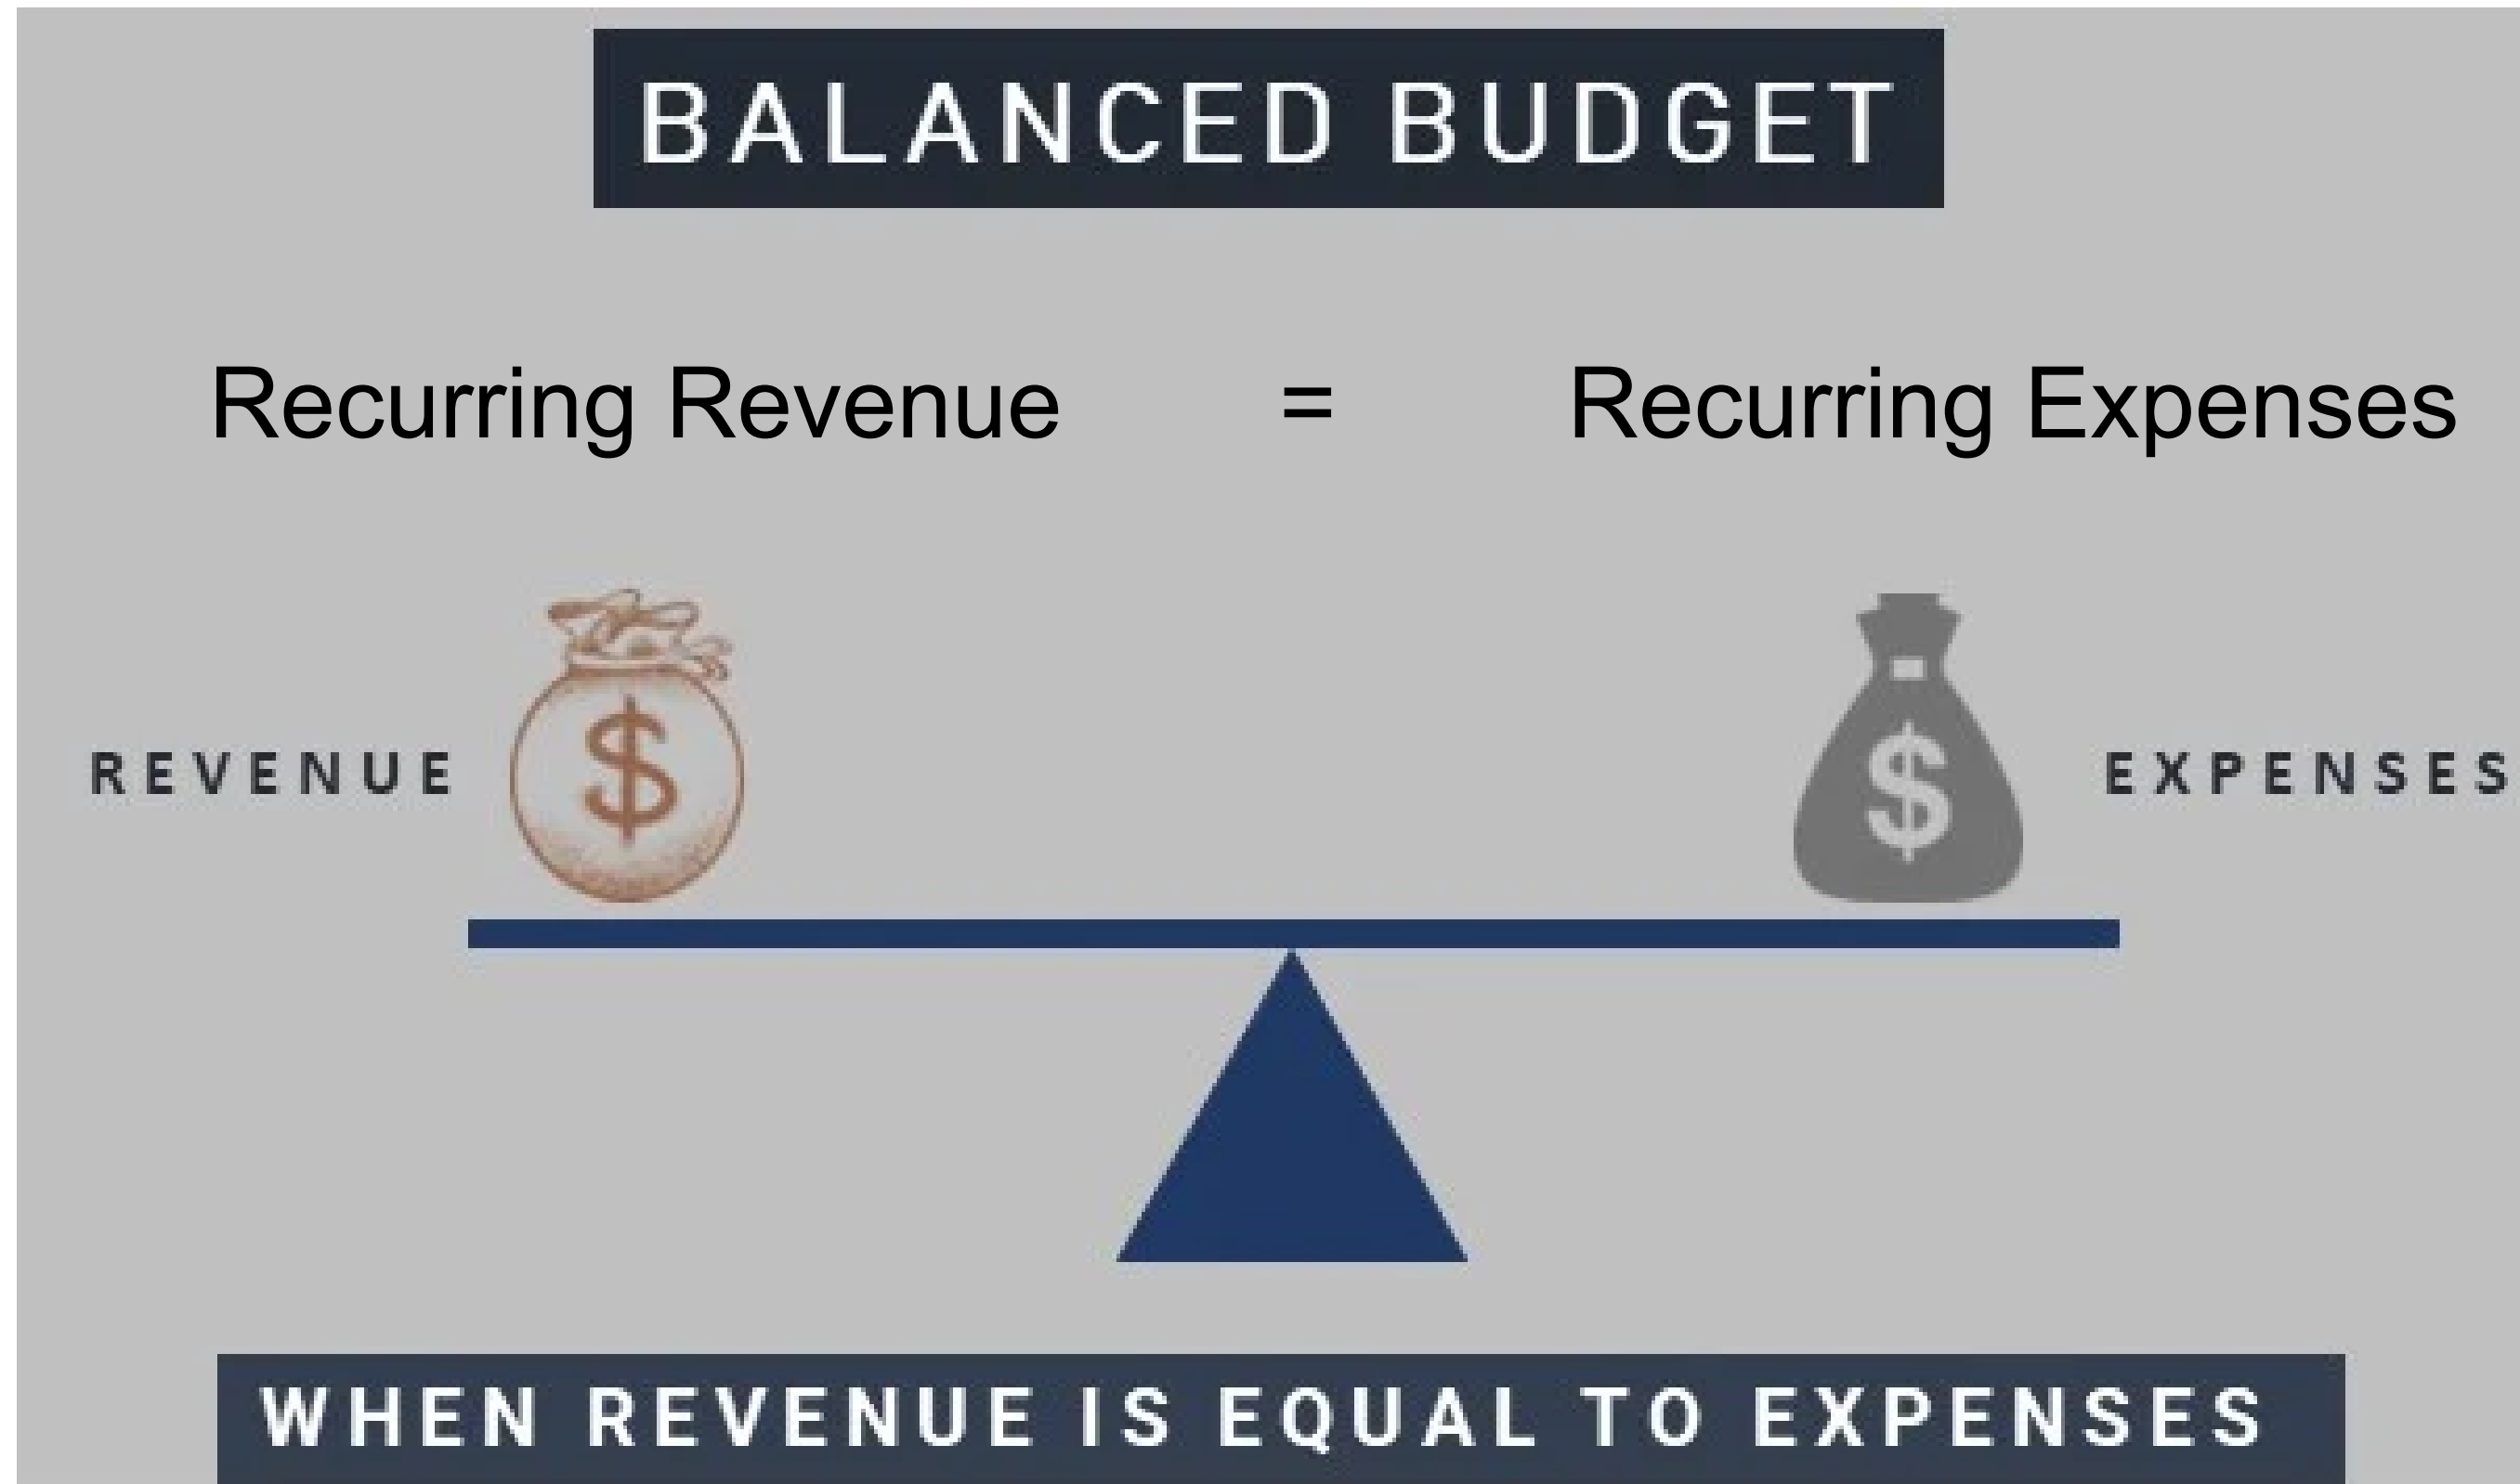 BALANCED BUDGET
Recurring Revenue = Recurring Expenses
$ $
REVENUE EXPENSES
WHEN REVENUE IS EQUAL TO EXPENSES